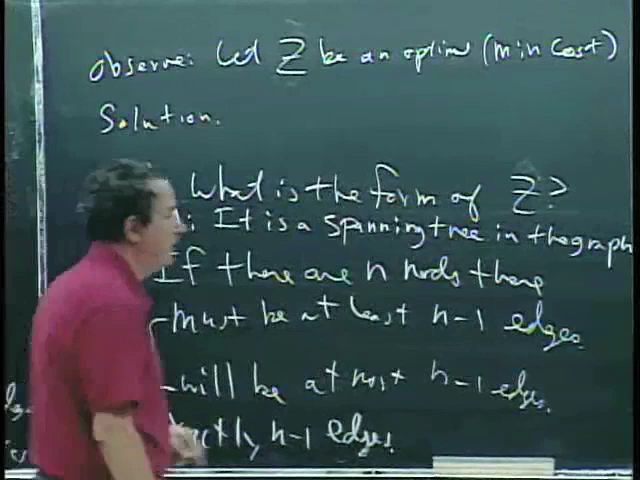 Observe: Let Z be an optimal (min cost)
Solution.
What is the form of Z?
: It is a spanning tree in the graph
If there are n nodes there
- must be at least n-1 edges.
- will be at most n-1 edges.
ctly n-1 edges.